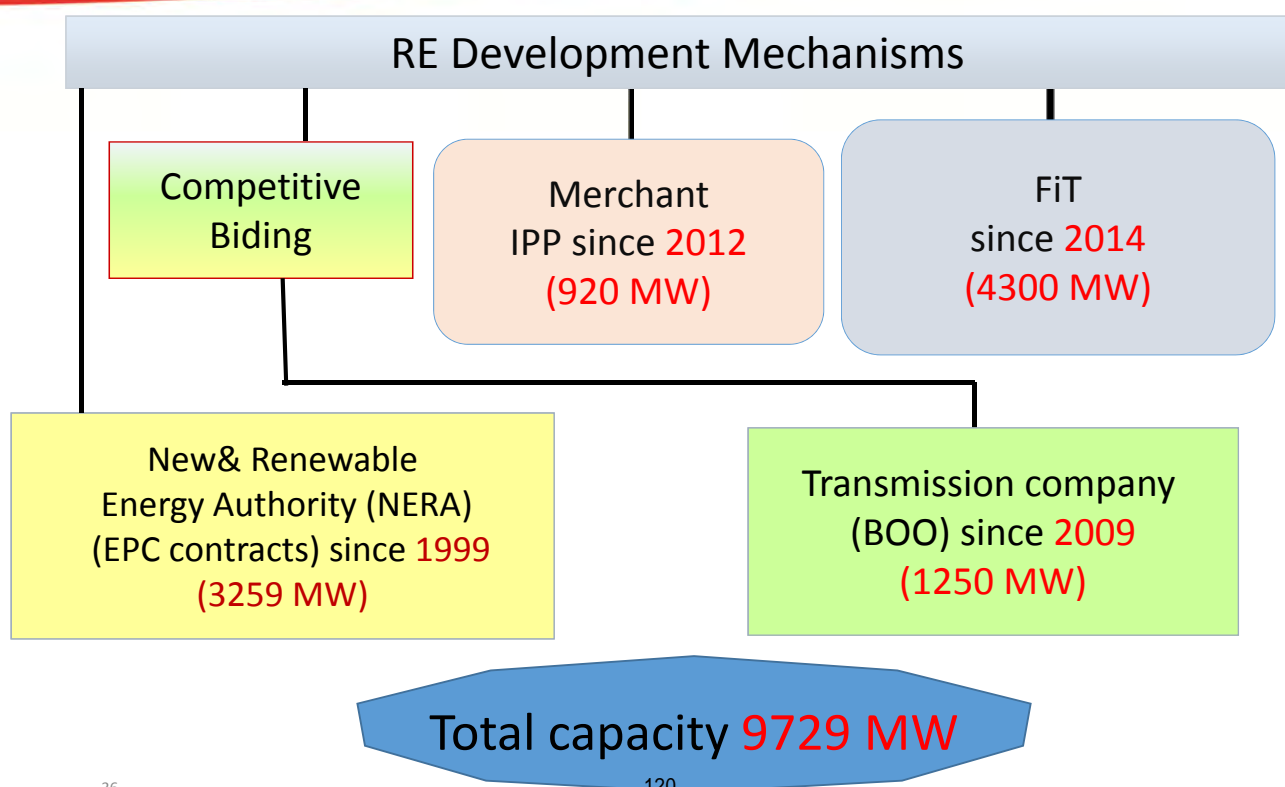 RE Development Mechanisms
Competitive
Biding
Merchant
IPP since 2012
(920 MW)
FiT
since 2014
(4300 MW)
New& Renewable
Energy Authority (NERA)
(EPC contracts) since 1999
(3259 MW)
Transmission company
(BOO) since 2009
(1250 MW)
Total capacity 9729 MW
26
120